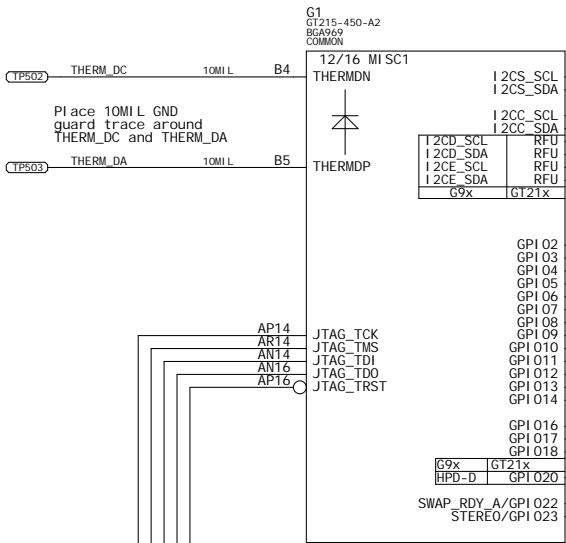 G1
GT215-450-A2
BGA969
COMMON
12/16 MISC1
TP502 THERM_DC 10MIL B4 THERMDN
I2CS_SCL
I2CS_SDA
Place 10MIL GND
guard trace around
THERM_DC and THERM_DA
I2CC_SCL
I2CC_SDA
I2CD_SCL RFU
I2CD_SDA RFU
I2CE_SCL RFU
I2CE_SDA RFU
G9x GT21x
TP503 THERM_DA 10MIL B5 THERMDP
GPIO2
GPIO3
GPIO4
GPIO5
GPIO6
GPIO7
GPIO8
GPIO9
GPIO10
GPIO11
GPIO12
GPIO13
GPIO14
AP14 JTAG_TCK
AR14 JTAG_TMS
AN14 JTAG_TDI
AN16 JTAG_TDO
AP16 JTAG_TRST
GPIO16
GPIO17
GPIO18
G9x GT21x
HPD-D GPIO20
SWAP_RDY_A/GPIO22
STEREO/GPIO23